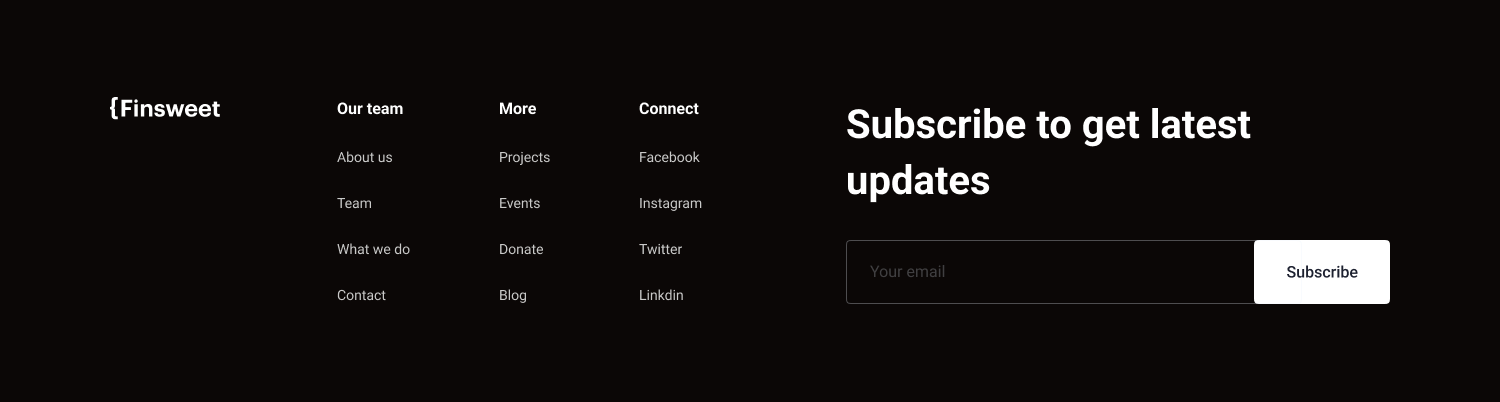 {Finsweet
Our team
About us
Team
What we do
Contact
More
Projects
Events
Donate
Blog
Connect
Facebook
Instagram
Twitter
Linkdin
Subscribe to get latest
updates
Your email
Subscribe